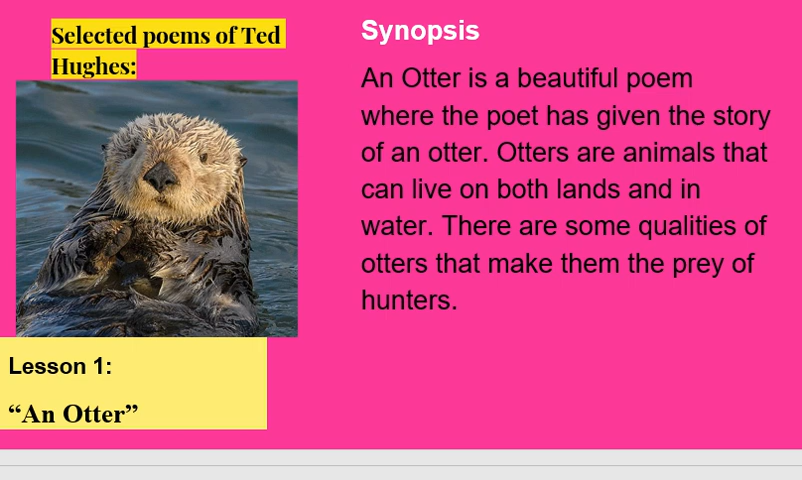 Selected poems of Ted
Hughes:
Synopsis
An Otter is a beautiful poem
where the poet has given the story
of an otter. Otters are animals that
can live on both lands and in
water. There are some qualities of
otters that make them the prey of
hunters.
Lesson 1:
“An Otter”